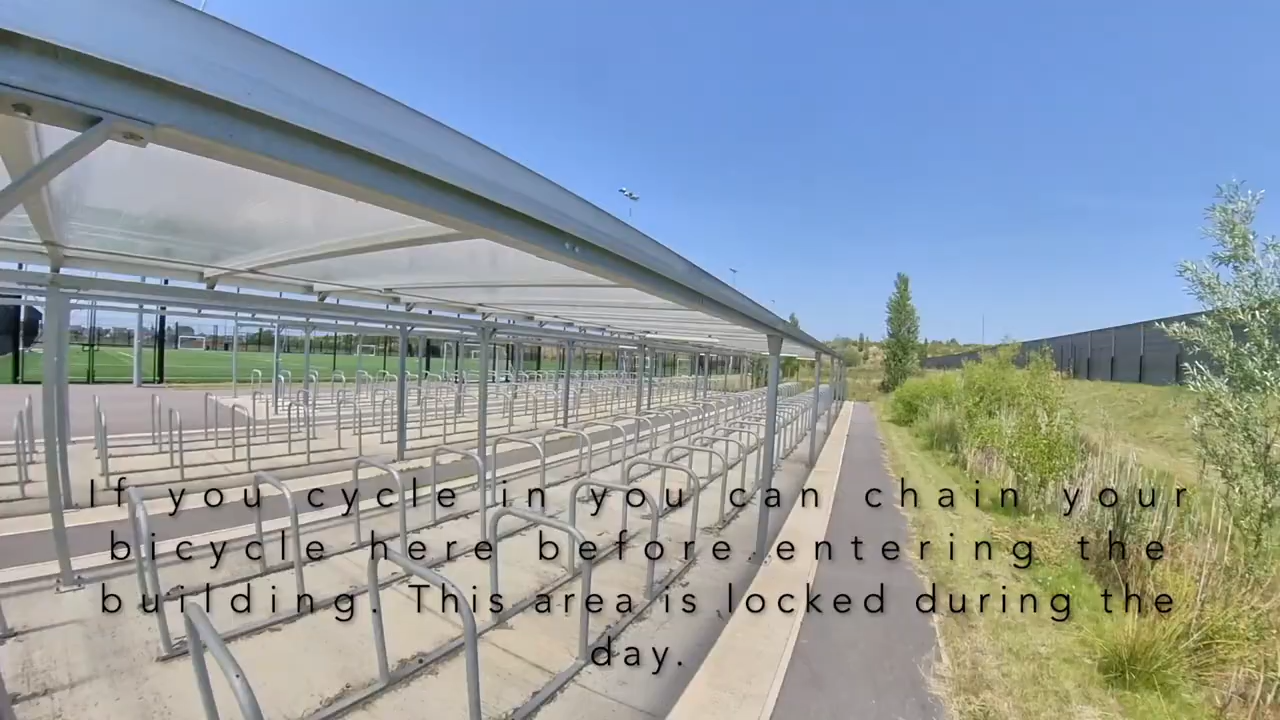 If you cycle in you can chain your
bicycle here before entering the
building. This area is locked during the
day.